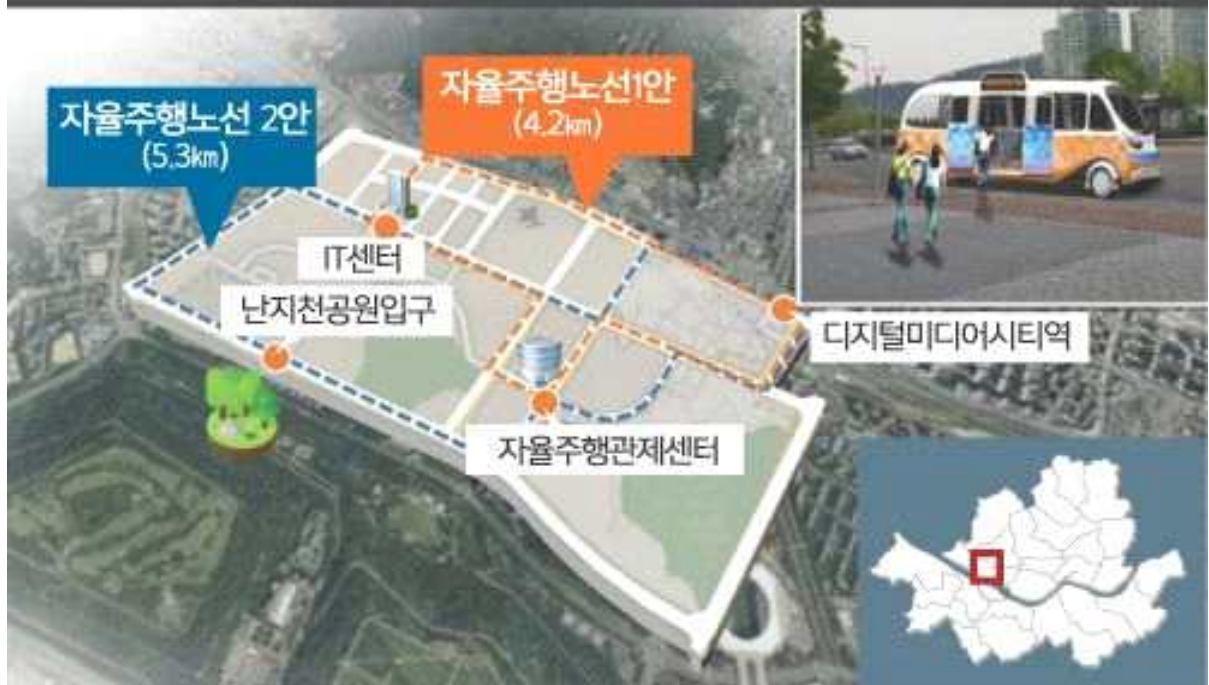 자율주행노선 2안
(5.3㎞)
자율주행노선1안
(4.2㎞)
IT센터
난지천공원입구
디지털미디어시티역
자율주행관제센터